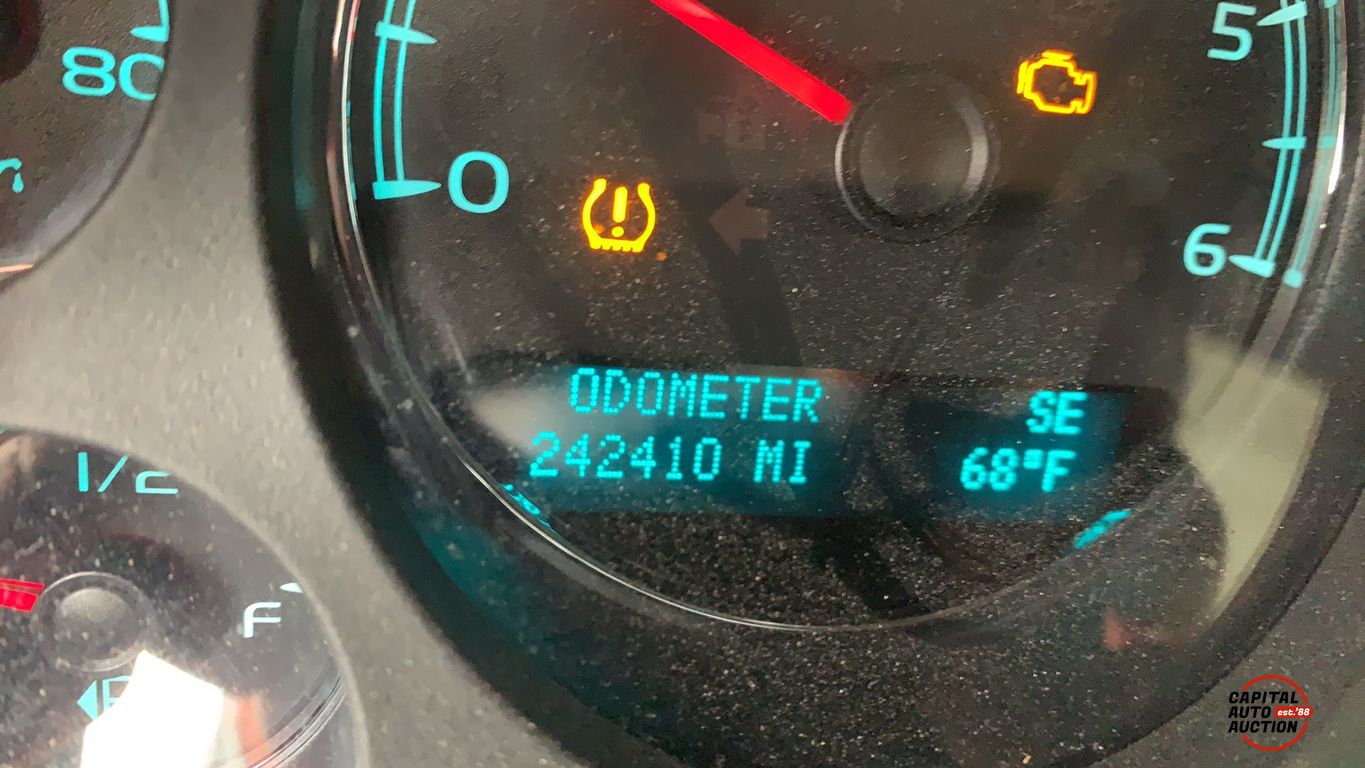 80
5
0
6
ODOMETER
SE
242410 MI
68°F
1/2
F
CAPITAL
AUTO est.'88
AUCTION